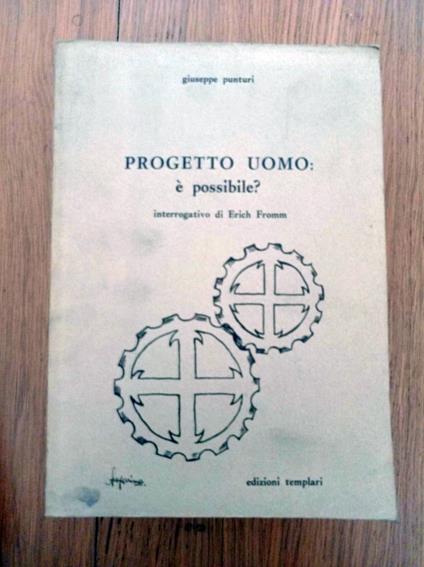 giuseppe punturi
PROGETTO UOMO:
è possibile?
interrogativo di Erich Fromm
edizioni templari